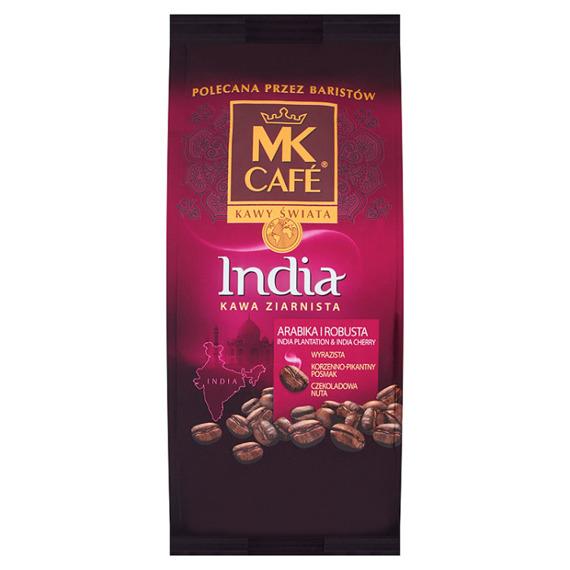 POLECANA PRZEZ BARISTÓW
MK
CAFÉ®
KAWY ŚWIATA
India
KAWA ZIARNISTA
ARABIKA I ROBUSTA
INDIA PLANTATION & INDIA CHERRY
WYRAZISTA
KORZENNO-PIKANTNY
POSMAK
CZEKOLADOWA
NUTA
INDIA